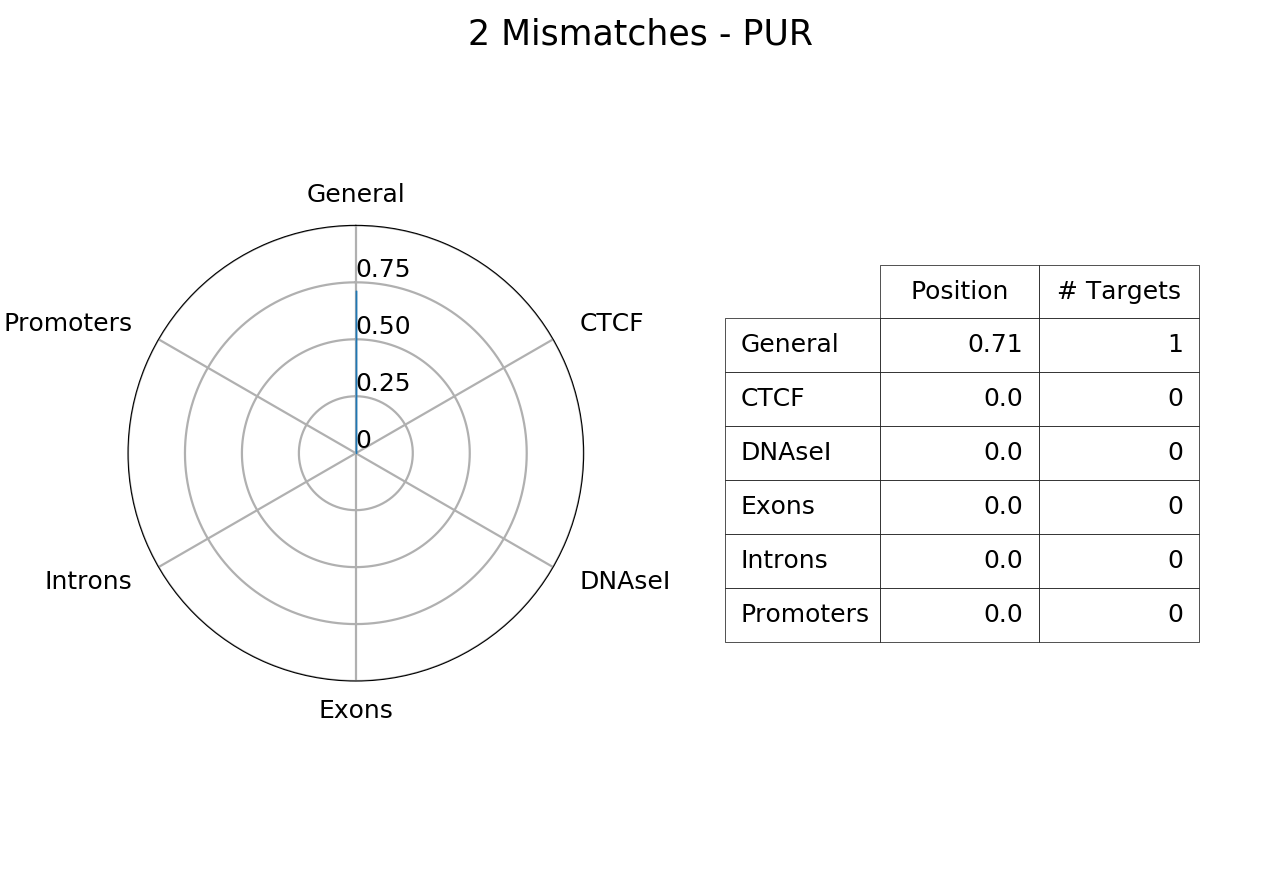 2 Mismatches - PUR
General
0.75
Promoters
0.50
CTCF
0.25
0
Introns
DNAseI
Exons
Position # Targets
General 0.71 1
CTCF 0.0 0
DNAseI 0.0 0
Exons 0.0 0
Introns 0.0 0
Promoters 0.0 0